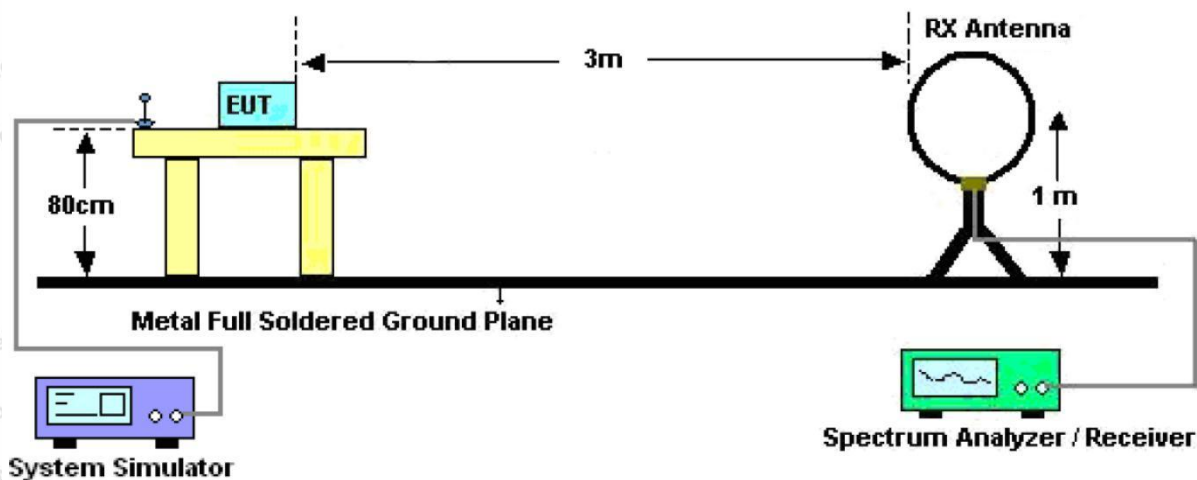 RX Antenna
3m
EUT
80cm
1 m
Metal Full Soldered Ground Plane
System Simulator
Spectrum Analyzer / Receiver